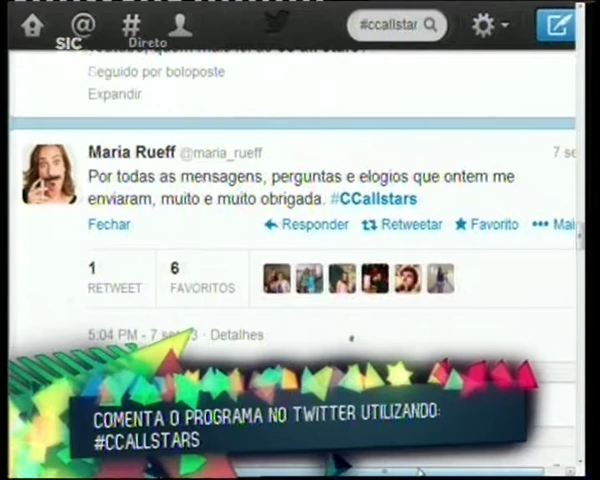 SIC
Direto
#ccallstar
Seguido por boloposte
Expandir
Maria Rueff @maria_rueff
Por todas as mensagens, perguntas e elogios que ontem me
enviaram, muito e muito obrigada. #CCallstars
Fechar
Responder
Retweetar
Favorito
Mai
1
RETWEET
6
FAVORITOS
5:04 PM - 7 · Detalhes
COMENTA O PROGRAMA NO TWITTER UTILIZANDO:
#CCALLSTARS